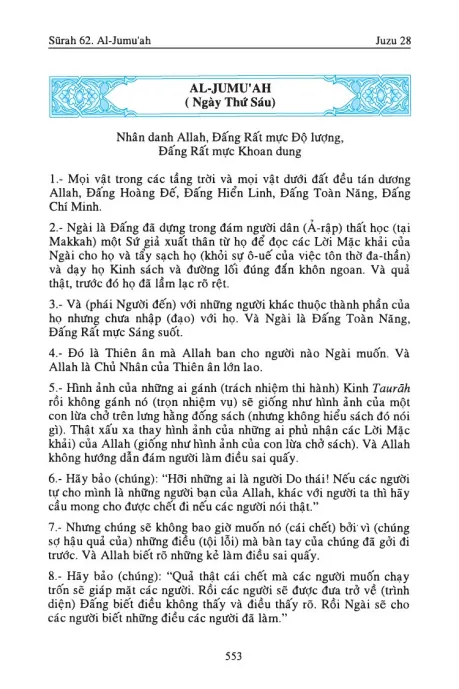 Sūrah 62. Al-Jumu'ah
Juzu 28
AL-JUMU'AH
( Ngày Thứ Sáu)
Nhân danh Allah, Đấng Rất mực Độ lượng,
Đấng Rất mực Khoan dung
1.- Mọi vật trong các tầng trời và mọi vật dưới đất đều tán dương
Allah, Đấng Hoàng Đế, Đấng Hiển Linh, Đấng Toàn Năng, Đấng
Chí Minh.
2.- Ngài là Đấng đã dựng trong đám người dân (Ả-rập) thất học (tại
Makkah) một Sứ giả xuất thân từ họ để đọc các Lời Mặc khải của
Ngài cho họ và tẩy sạch họ (khỏi sự ô-uế của việc tôn thờ đa-thần)
và dạy họ Kinh sách và đường lối đúng đắn khôn ngoan. Và quả
thật, trước đó họ đã lầm lạc rõ rệt.
3.- Và (phái Người đến) với những người khác thuộc thành phần của
họ nhưng chưa nhập (đạo) với họ. Và Ngài là Đấng Toàn Năng,
Đấng Rất mực Sáng suốt.
4.- Đó là Thiên ân mà Allah ban cho người nào Ngài muốn. Và
Allah là Chủ Nhân của Thiên ân lớn lao.
5.- Hình ảnh của những ai gánh (trách nhiệm thi hành) Kinh Taurāh
rồi không gánh nó (trọn nhiệm vụ) sẽ giống như hình ảnh của một
con lừa chở trên lưng hằng đống sách (nhưng không hiểu sách đó nói
gì). Thật xấu xa thay hình ảnh của những ai phủ nhận các Lời Mặc
khải) của Allah (giống như hình ảnh của con lừa chở sách). Và Allah
không hướng dẫn đám người làm điều sai quấy.
6.- Hãy bảo (chúng): “Hỡi những ai là người Do thái! Nếu các người
tự cho mình là những người bạn của Allah, khác với người ta thì hãy
cầu mong cho được chết đi nếu các người nói thật.”
7.- Nhưng chúng sẽ không bao giờ muốn nó (cái chết) bởi vì (chúng
sợ hậu quả của) những điều (tội lỗi) mà bàn tay của chúng đã gởi đi
trước. Và Allah biết rõ những kẻ làm điều sai quấy.
8.- Hãy bảo (chúng): “Quả thật cái chết mà các người muốn chạy
trốn sẽ giáp mặt các người. Rồi các người sẽ được đưa trở về (trình
diện) Đấng biết điều không thấy và điều thấy rõ. Rồi Ngài sẽ cho
các người biết những điều các người đã làm.”
553